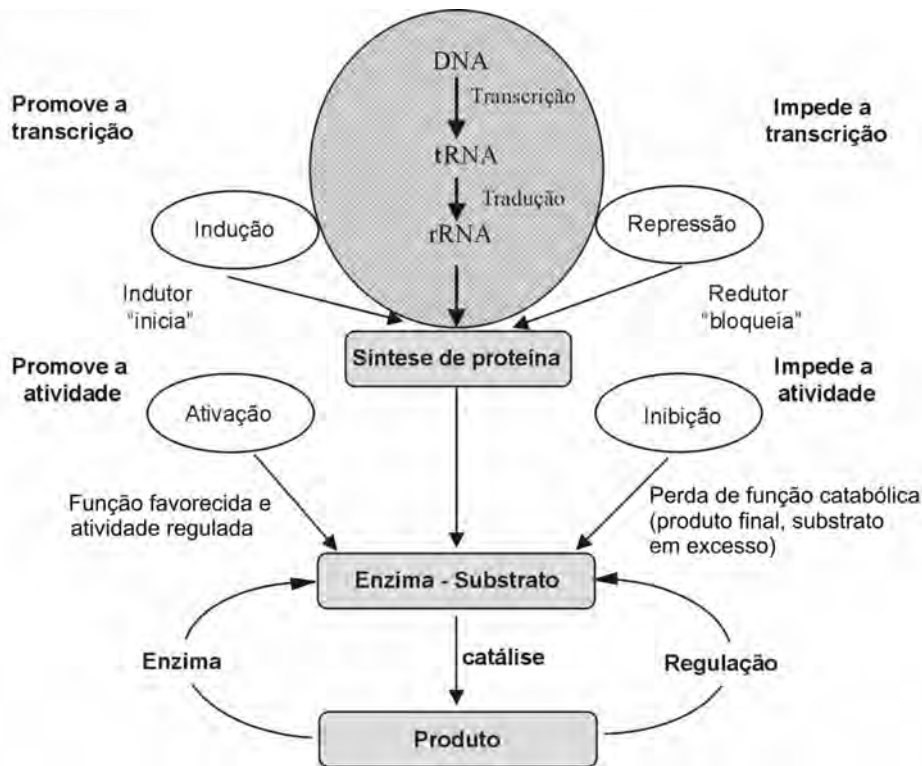 DNA
Transcrição
tRNA
Tradução
rRNA
Promove a
transcrição
Impede a
transcrição
Indução
Repressão
Indutor
“inicia”
Redutor
“bloqueia”
Síntese de proteína
Promove a
atividade
Impede a
atividade
Ativação
Inibição
Função favorecida e
atividade regulada
Perda de função catabólica
(produto final, substrato
em excesso)
Enzima - Substrato
Enzima
catálise
Regulação
Produto